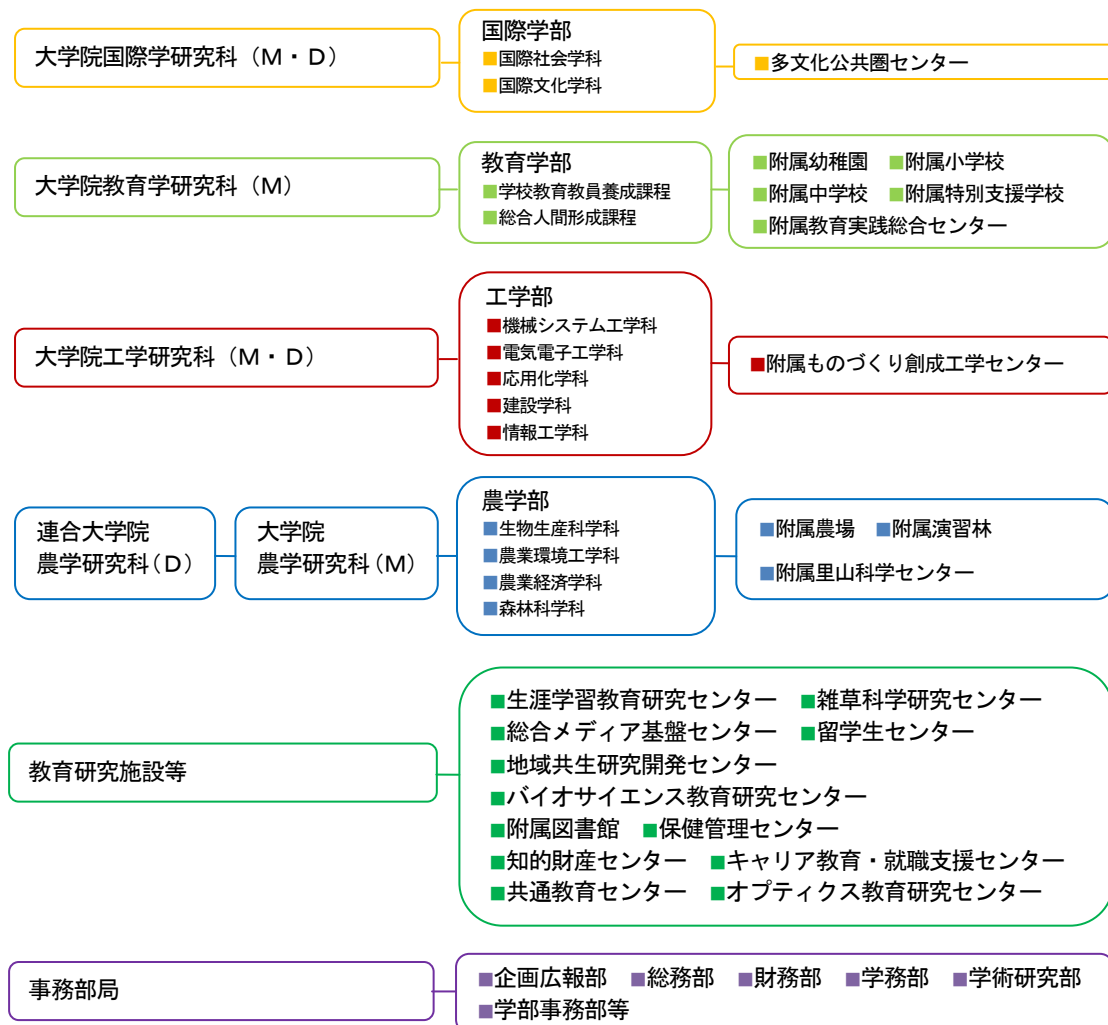 大学院国際学研究科（M・D）
国際学部
■国際社会学科
■国際文化学科
■多文化公共圏センター
大学院教育学研究科（M）
教育学部
■学校教育教員養成課程
■総合人間形成課程
■附属幼稚園 ■附属小学校
■附属中学校 ■附属特別支援学校
■附属教育実践総合センター
大学院工学研究科（M・D）
工学部
■機械システム工学科
■電気電子工学科
■応用化学科
■建設学科
■情報工学科
■附属ものづくり創成工学センター
連合大学院
農学研究科（D）
大学院
農学研究科（M）
農学部
■生物生産科学科
■農業環境工学科
■農業経済学科
■森林科学科
■附属農場 ■附属演習林
■附属里山科学センター
教育研究施設等
■生涯学習教育研究センター ■雑草科学研究センター
■総合メディア基盤センター ■留学生センター
■地域共生研究開発センター
■バイオサイエンス教育研究センター
■附属図書館 ■保健管理センター
■知的財産センター ■キャリア教育・就職支援センター
■共通教育センター ■オプティクス教育研究センター
事務部局
■企画広報部 ■総務部 ■財務部 ■学務部 ■学術研究部
■学部事務部等